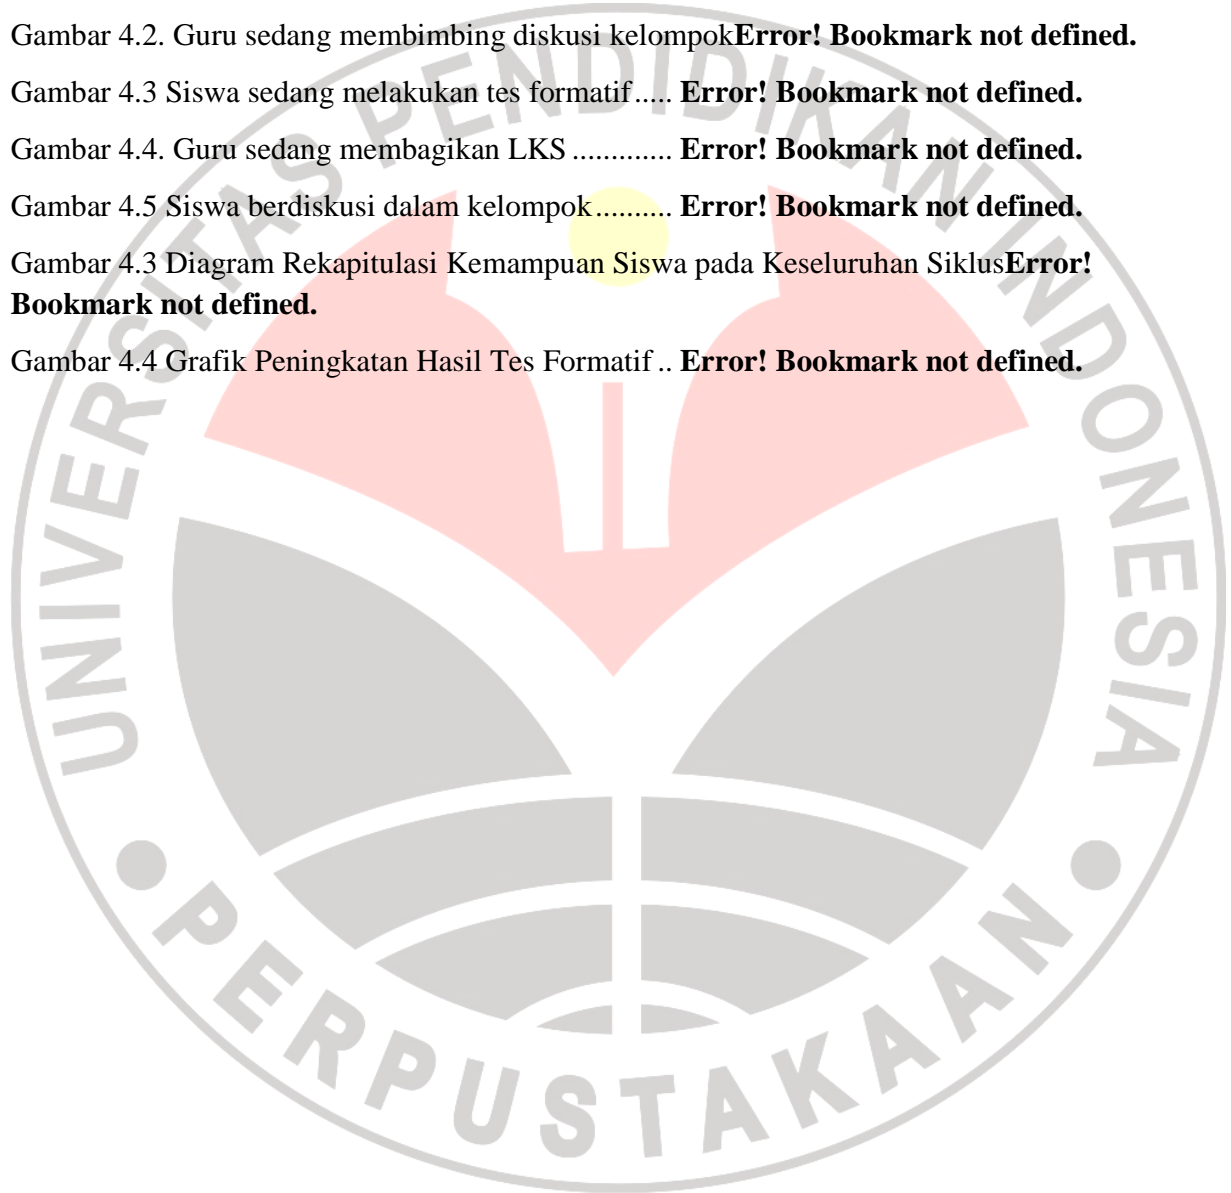 Gambar 4.2. Guru sedang membimbing diskusi kelompokError! Bookmark not defined.
Gambar 4.3 Siswa sedang melakukan tes formatif..... Error! Bookmark not defined.
Gambar 4.4. Guru sedang membagikan LKS ............. Error! Bookmark not defined.
Gambar 4.5 Siswa berdiskusi dalam kelompok.......... Error! Bookmark not defined.
Gambar 4.3 Diagram Rekapitulasi Kemampuan Siswa pada Keseluruhan SiklusError!
Bookmark not defined.
Gambar 4.4 Grafik Peningkatan Hasil Tes Formatif .. Error! Bookmark not defined.
UNIVERSITAS PENDIDIKAN INDONESIA
PERPUSTAKAAN